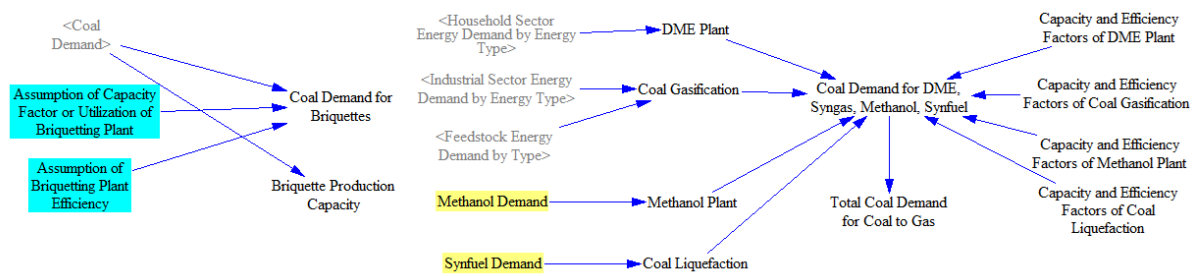 <Coal
Demand>
Assumption of Capacity
Factor or Utilization of
Briquetting Plant
Assumption of
Briquetting Plant
Efficiency
Coal Demand for
Briquettes
Briquette Production
Capacity
<Household Sector
Energy Demand by Energy
Type>
<Industrial Sector Energy
Demand by Energy Type>
<Feedstock Energy
Demand by Type>
Methanol Demand
Synfuel Demand
DME Plant
Coal Gasification
Methanol Plant
Coal Liquefaction
Coal Demand for DME,
Syngas, Methanol, Synfuel
Total Coal Demand
for Coal to Gas
Capacity and Efficiency
Factors of DME Plant
Capacity and Efficiency
Factors of Coal Gasification
Capacity and Efficiency
Factors of Methanol Plant
Capacity and Efficiency
Factors of Coal
Liquefaction